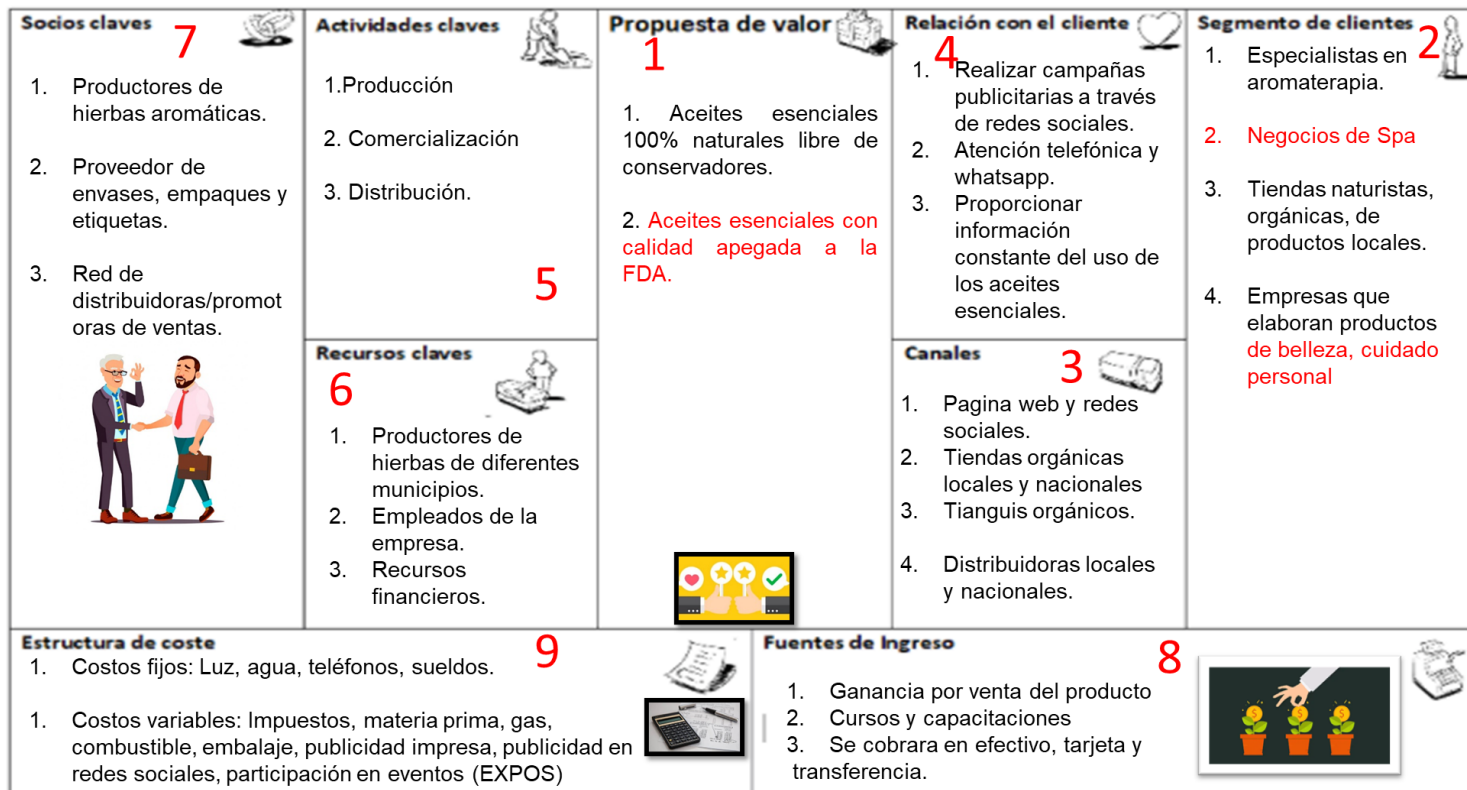 Socios claves
7
1. Productores de
hierbas aromáticas.
2. Proveedor de
envases, empaques y
etiquetas.
3. Red de
distribuidoras/promot
oras de ventas.
Actividades claves
1.Producción
2. Comercialización
3. Distribución.
5
Recursos claves
6
1. Productores de
hierbas de diferentes
municipios.
2. Empleados de la
empresa.
3. Recursos
financieros.
Propuesta de valor
1
1. Aceites esenciales
100% naturales libre de
conservadores.
2. Aceites esenciales con
calidad apegada a la
FDA.
Relación con el cliente
4
1. Realizar campañas
publicitarias a través
de redes sociales.
2. Atención telefónica y
whatsapp.
3. Proporcionar
información
constante del uso de
los aceites
esenciales.
Canales
3
1. Pagina web y redes
sociales.
2. Tiendas orgánicas
locales y nacionales
3. Tianguis orgánicos.
4. Distribuidoras locales
y nacionales.
Segmento de clientes
2
1. Especialistas en
aromaterapia.
2. Negocios de Spa
3. Tiendas naturistas,
orgánicas, de
productos locales.
4. Empresas que
elaboran productos
de belleza, cuidado
personal
Estructura de coste
9
1. Costos fijos: Luz, agua, teléfonos, sueldos.
1. Costos variables: Impuestos, materia prima, gas,
combustible, embalaje, publicidad impresa, publicidad en
redes sociales, participación en eventos (EXPOS)
Fuentes de Ingreso
8
1. Ganancia por venta del producto
2. Cursos y capacitaciones
3. Se cobrara en efectivo, tarjeta y
transferencia.